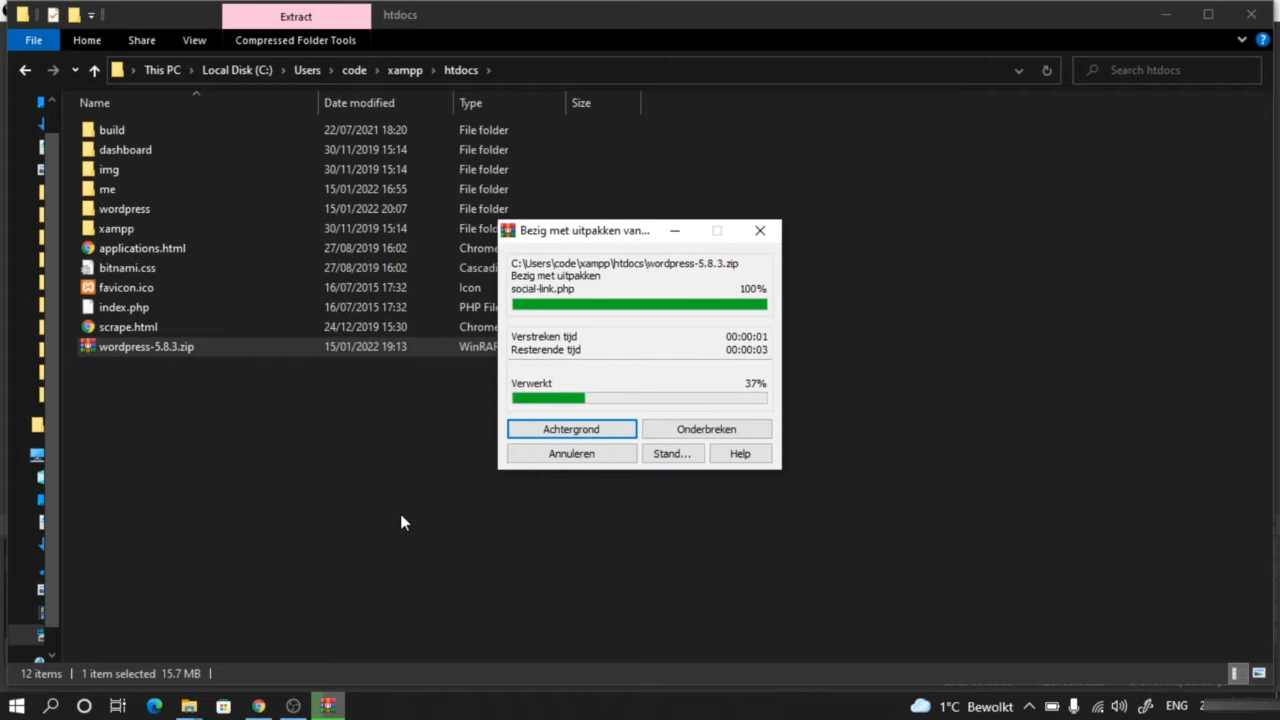 Extract
htdocs
File
Home
Share
View
Compressed Folder Tools
This PC
Local Disk (C:)
Users
code
xampp
htdocs
Search htdocs
Name
Date modified
Type
Size
build 22/07/2021 18:20 File folder
dashboard 30/11/2019 15:14 File folder
img 30/11/2019 15:14 File folder
me 15/01/2022 16:55 File folder
wordpress 15/01/2022 20:07 File folder
xampp 30/11/2019 15:14 File folde
applications.html 27/08/2019 16:02 Chrome
bitnami.css 27/08/2019 16:02 Cascadi
favicon.ico 16/07/2015 17:32 Icon
index.php 16/07/2015 17:32 PHP File
scrape.html 24/12/2019 15:30 Chrome
wordpress-5.8.3.zip 15/01/2022 19:13 WinRAR
Bezig met uitpakken van...
C:\Users\code\xampp\htdocs\wordpress-5.8.3.zip
Bezig met uitpakken
social-link.php 100%
Verstreken tijd 00:00:01
Resterende tijd 00:00:03
Verwerkt 37%
Achtergrond
Onderbreken
Annuleren
Stand...
Help
12 items
1 item selected 15.7 MB
1°C Bewolkt
ENG